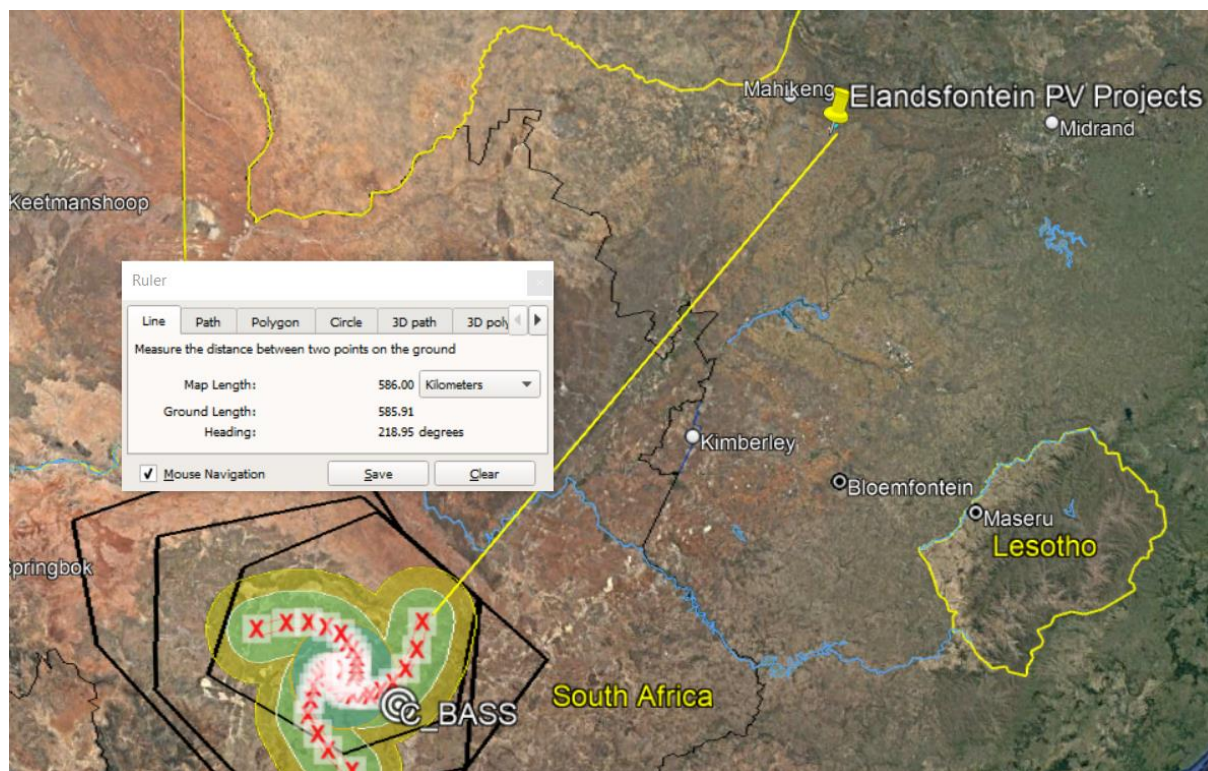 Mahikeng
Elandsfontein PV Projects
Midrand
Keetmanshoop
Ruler
Line Path Polygon Circle 3D path 3D poly
Measure the distance between two points on the ground
Map Length: 586.00 Kilometers
Ground Length: 585.91
Heading: 218.95 degrees
Mouse Navigation Save Clear
Kimberley
Bloemfontein
Maseru
Lesotho
pringbok
X X X X X X X X X X X
C_BASS
South Africa